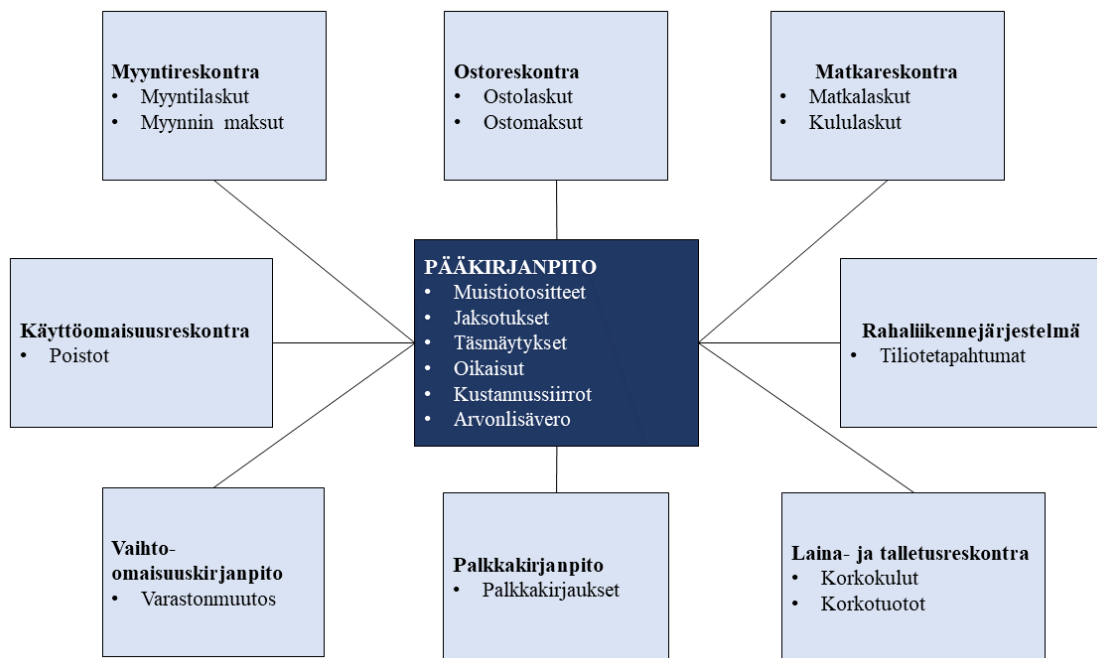 Myyntireskontra
• Myyntilaskut
• Myynnin maksut
Ostoreskontra
• Ostolaskut
• Ostomaksut
Matkareskontra
• Matkalaskut
• Kululaskut
Käyttöomaisuusreskontra
• Poistot
PÄÄKIRJANPITO
• Muistiotositteet
• Jaksotukset
• Täsmäytykset
• Oikaisut
• Kustannussiirrot
• Arvonlisävero
Rahaliikennejärjestelmä
• Tiliotetapahtumat
Vaihto-
omaisuuskirjanpito
• Varastonmuutos
Palkkakirjanpito
• Palkkakirjaukset
Laina- ja talletusreskontra
• Korkokulut
• Korkotuotot